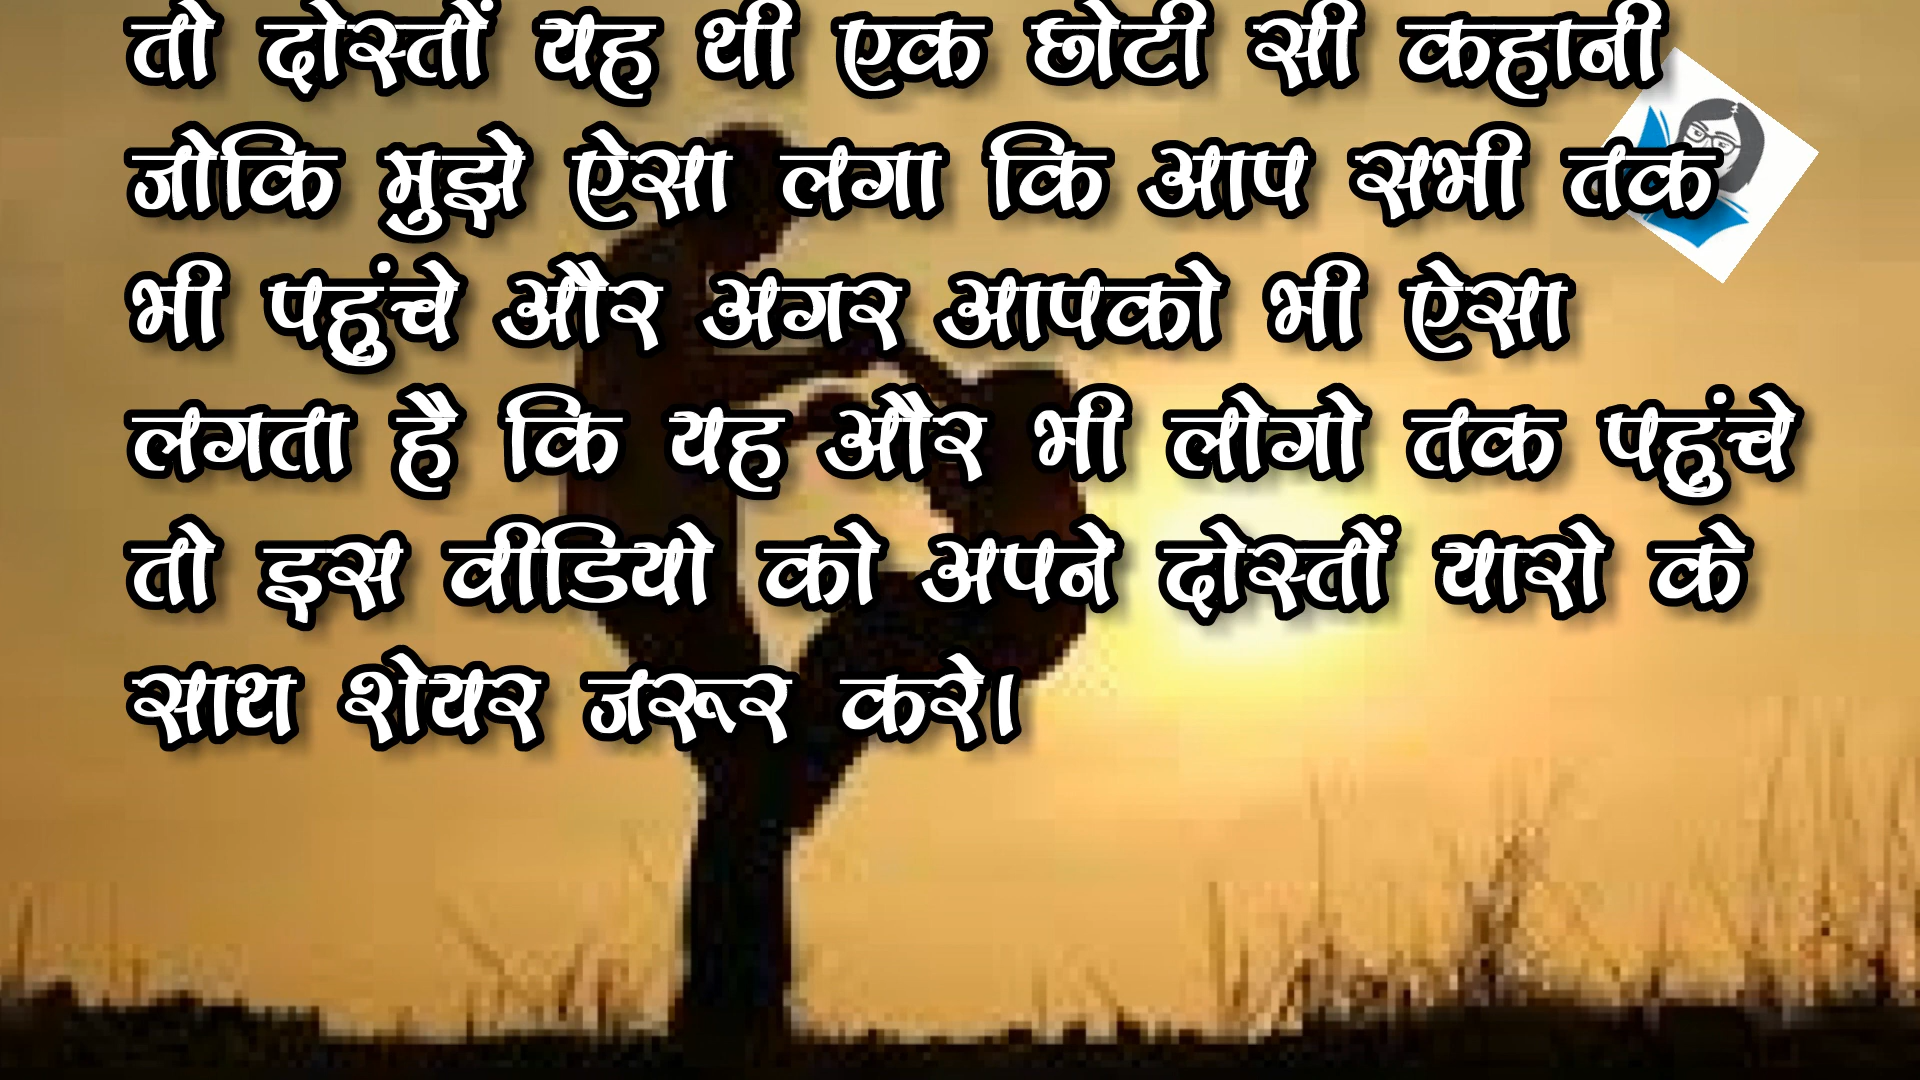 तो दोस्तों यह थी एक छोटी सी कहानी
जोकि मुझे ऐसा लगा कि आप सभी तक
भी पहुंचे और अगर आपको भी ऐसा
लगता है कि यह और भी लोगो तक पहुंचे
तो इस वीडियो को अपने दोस्तों यारो के
साथ शेयर जरूर करे।